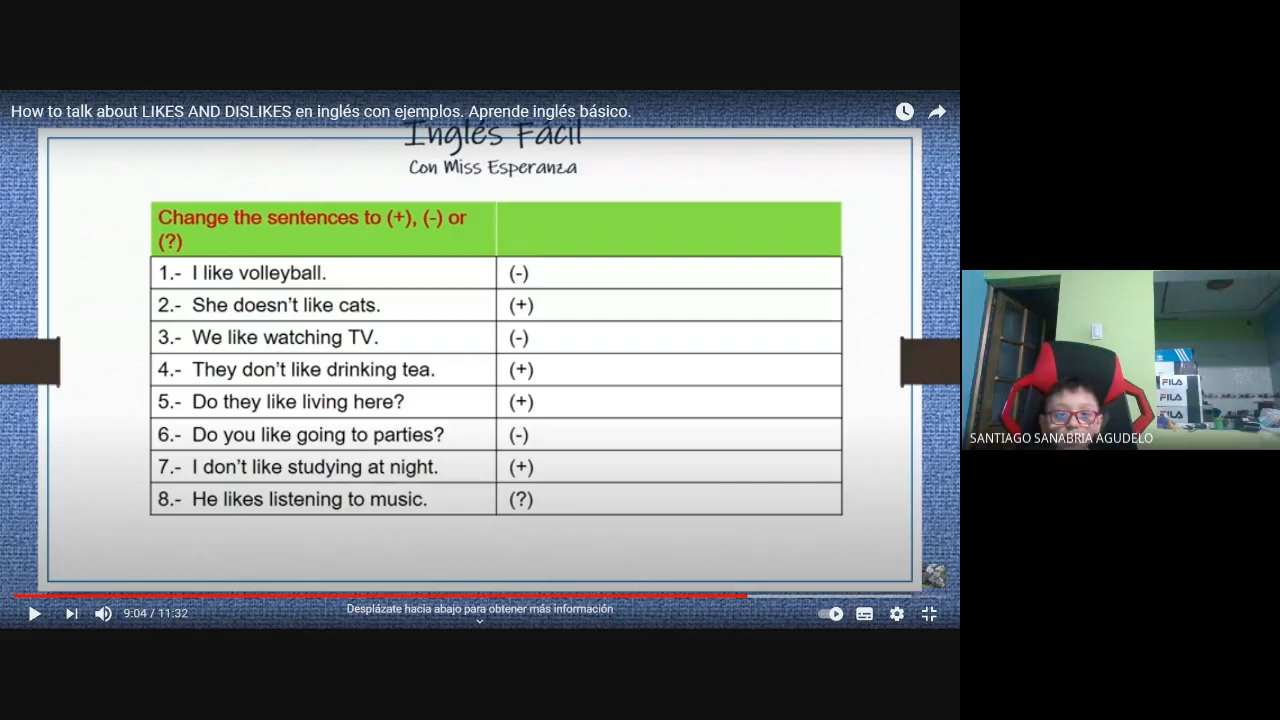 How to talk about LIKES AND DISLIKES en inglés con ejemplos. Aprende inglés básico.
Inglés Fácil
Con Miss Esperanza
Change the sentences to (+), (-) or
(?)
1.- I like volleyball. (-)
2.- She doesn't like cats. (+)
3.- We like watching TV. (-)
4.- They don't like drinking tea. (+)
5.- Do they like living here? (+)
6.- Do you like going to parties? (-)
7.- I don't like studying at night. (+)
8.- He likes listening to music. (?)
9:04 / 11:32
Desplázate hacia abajo para obtener más información
FILA
FILA
FILA
SANTIAGO SANABRIA AGUDELO